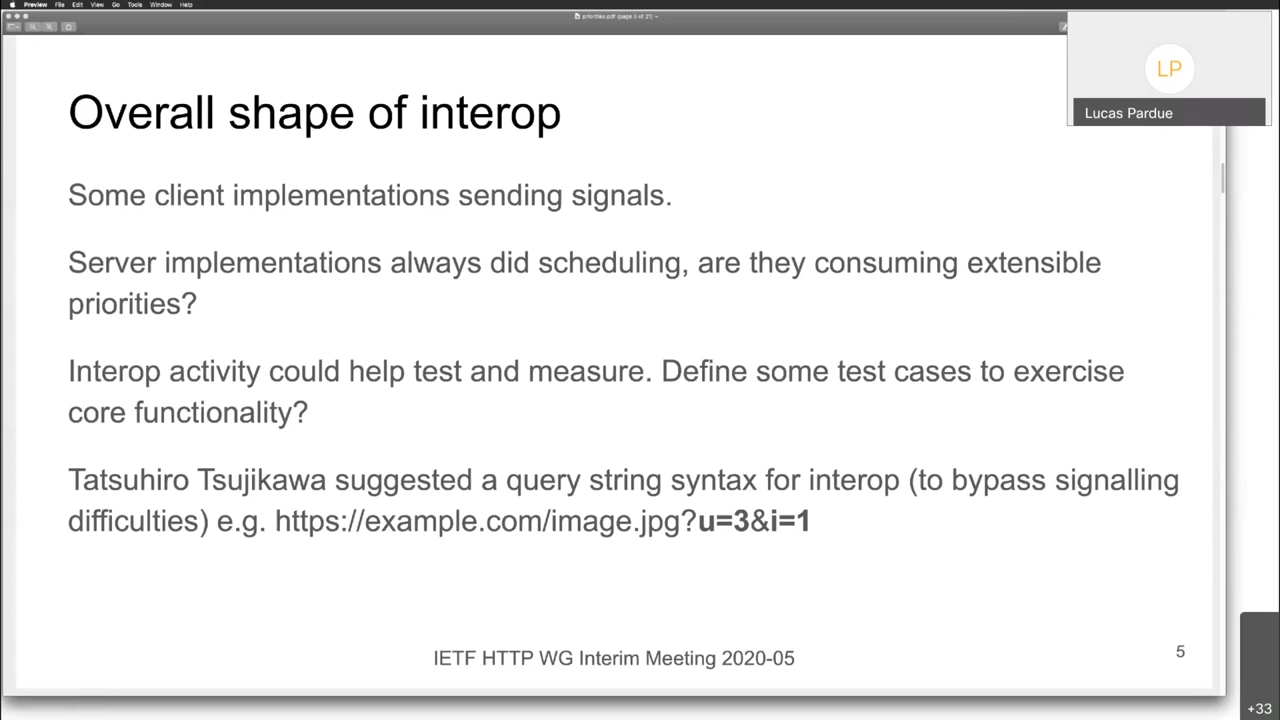 Preview File Edit View Go Tools Window Help
priorities.pdf (page 5 of 21)
LP
Lucas Pardue
Overall shape of interop
Some client implementations sending signals.
Server implementations always did scheduling, are they consuming extensible
priorities?
Interop activity could help test and measure. Define some test cases to exercise
core functionality?
Tatsuhiro Tsujikawa suggested a query string syntax for interop (to bypass signalling
difficulties) e.g. https://example.com/image.jpg?u=3&i=1
IETF HTTP WG Interim Meeting 2020-05
5
+33